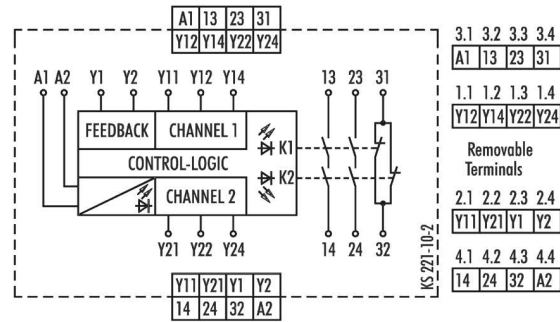 A1 13 23 31
Y12 Y14 Y22 Y24
A1 A2 Y1 Y2 Y11 Y12 Y14 13 23 31
FEEDBACK CHANNEL 1
K1
CONTROL-LOGIC
K2
CHANNEL 2
Y21 Y22 Y24 14 24 32
KS 221-10-2
Y11 Y21 Y1 Y2
14 24 32 A2
3.1 3.2 3.3 3.4
A1 13 23 31
1.1 1.2 1.3 1.4
Y12 Y14 Y22 Y24
Removable
Terminals
2.1 2.2 2.3 2.4
Y11 Y21 Y1 Y2
4.1 4.2 4.3 4.4
14 24 32 A2